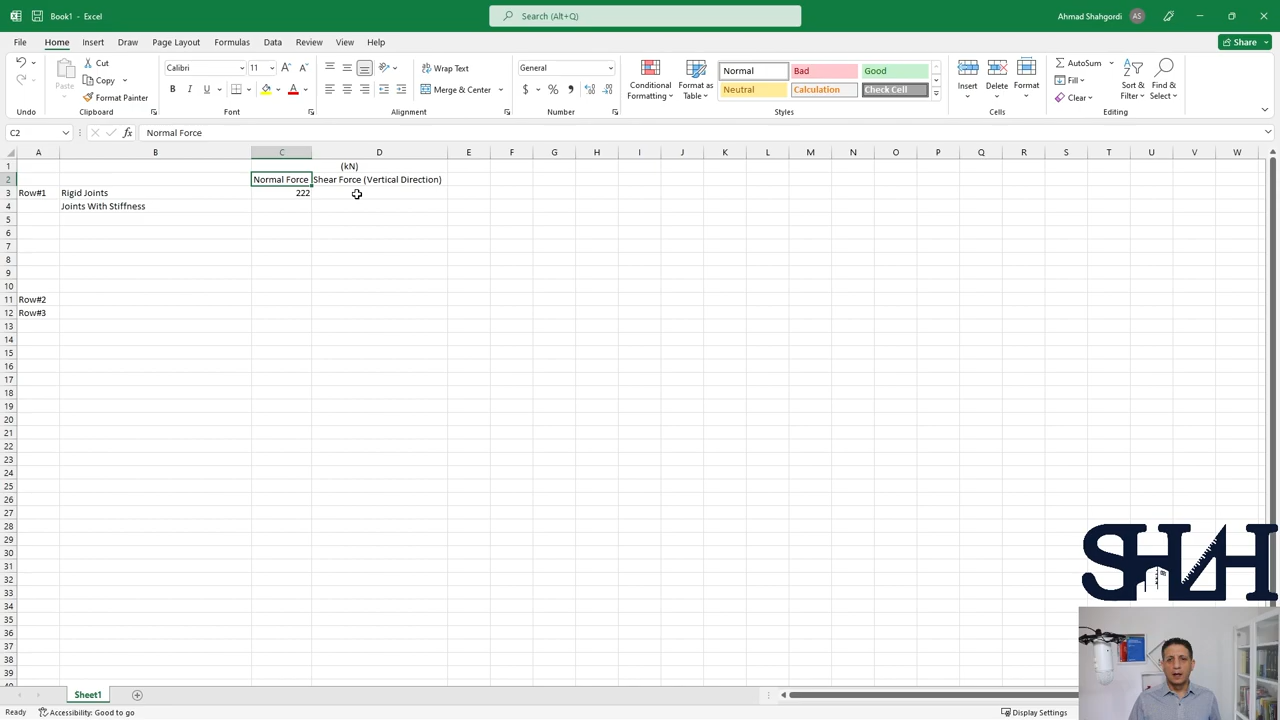 Book1 - Excel
Search (Alt+Q)
Ahmad Shahgordi
AS
File Home Insert Draw Page Layout Formulas Data Review View Help
Share
Paste
Cut
Copy
Format Painter
Calibri 11
B I U
Wrap Text
Merge & Center
General
$ % ,
Conditional Formatting
Format as Table
Normal Bad Good
Neutral Calculation Check Cell
Insert Delete Format
AutoSum
Fill
Clear
Sort & Filter
Find & Select
Undo Clipboard Font Alignment Number Styles Cells Editing
C2 fx Normal Force
A B C D E F G H I J K L M N O P Q R S T U V W
1 (kN)
2 Normal Force Shear Force (Vertical Direction)
3 Row#1 Rigid Joints 222
4 Joints With Stiffness
5
6
7
8
9
10
11 Row#2
12 Row#3
13
14
15
16
17
18
19
20
21
22
23
24
25
26
27
28
29
30
31
32
33
34
35
36
37
38
39
SHAH
Sheet1
Accessibility: Good to go
Display Settings